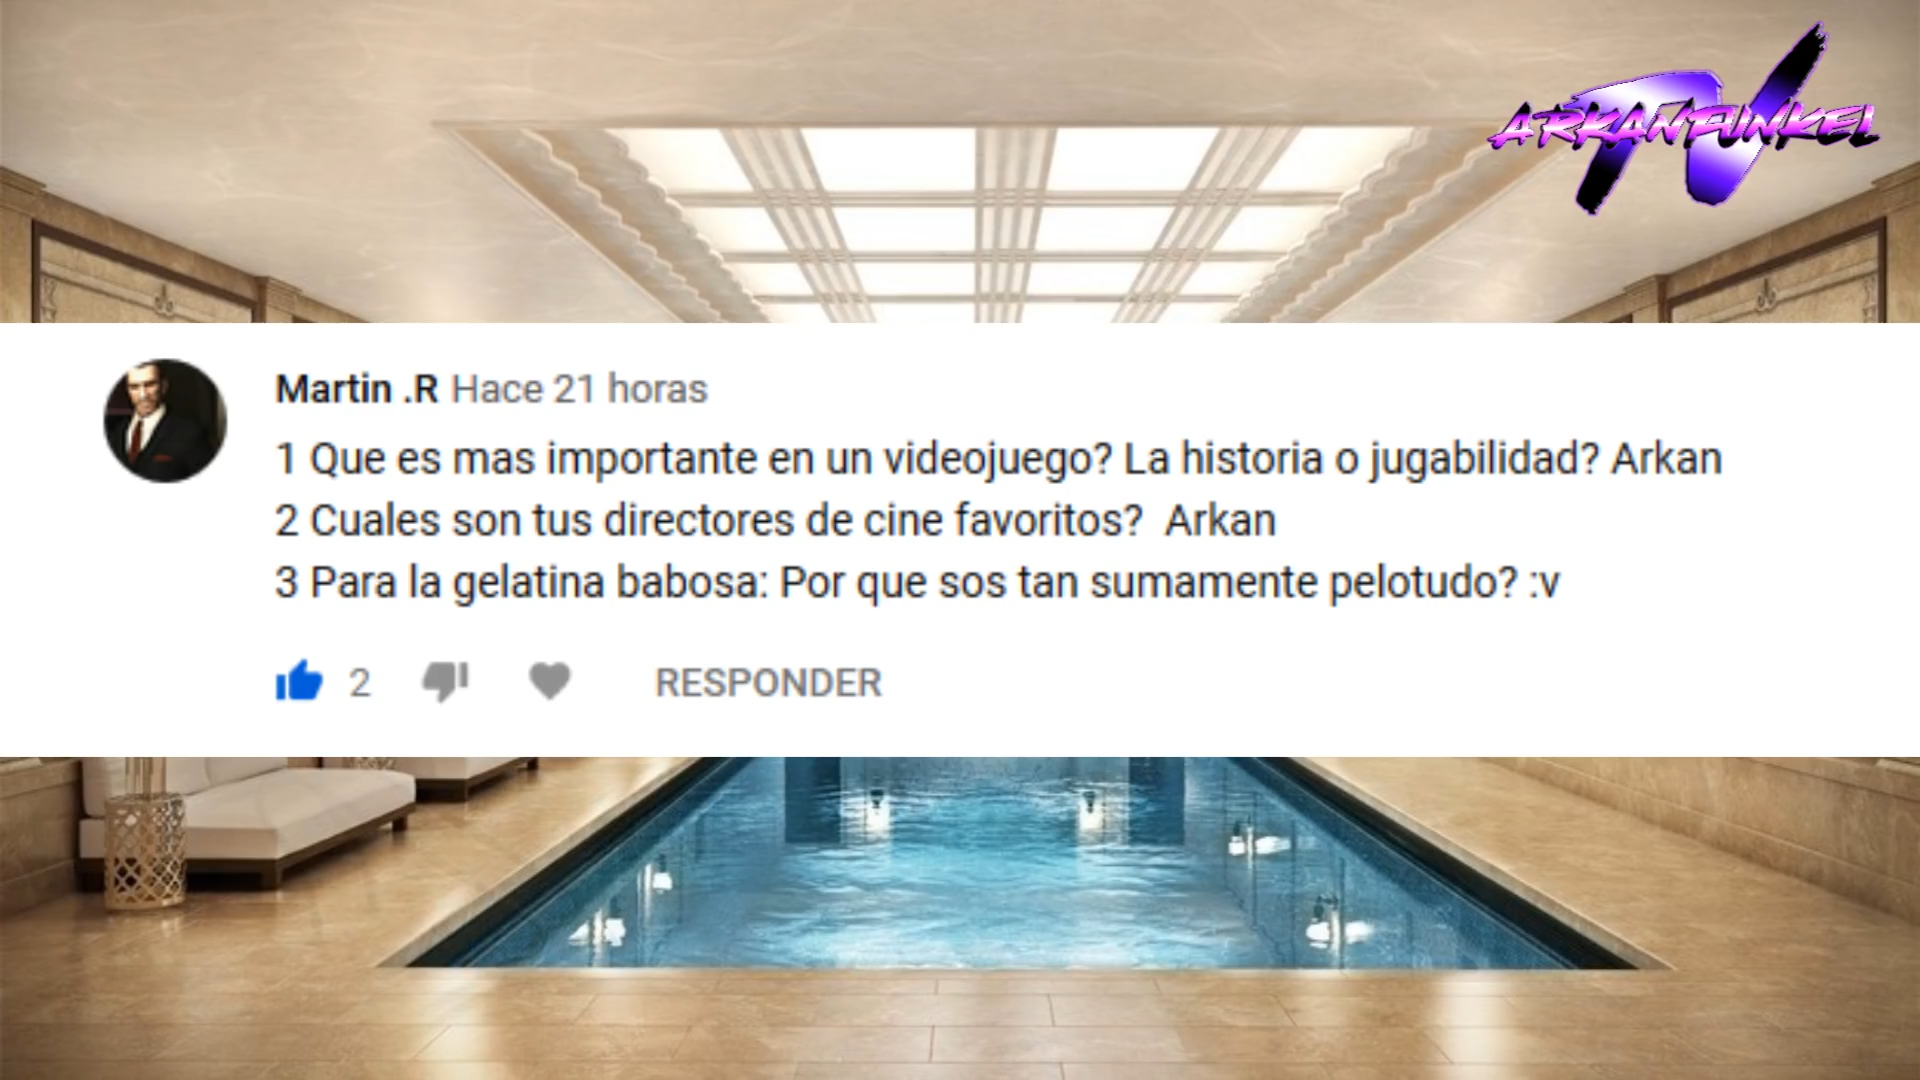 ARKANFUNKEL
TV
Martin .R Hace 21 horas
1 Que es mas importante en un videojuego? La historia o jugabilidad? Arkan
2 Cuales son tus directores de cine favoritos?  Arkan
3 Para la gelatina babosa: Por que sos tan sumamente pelotudo? :v
2
RESPONDER